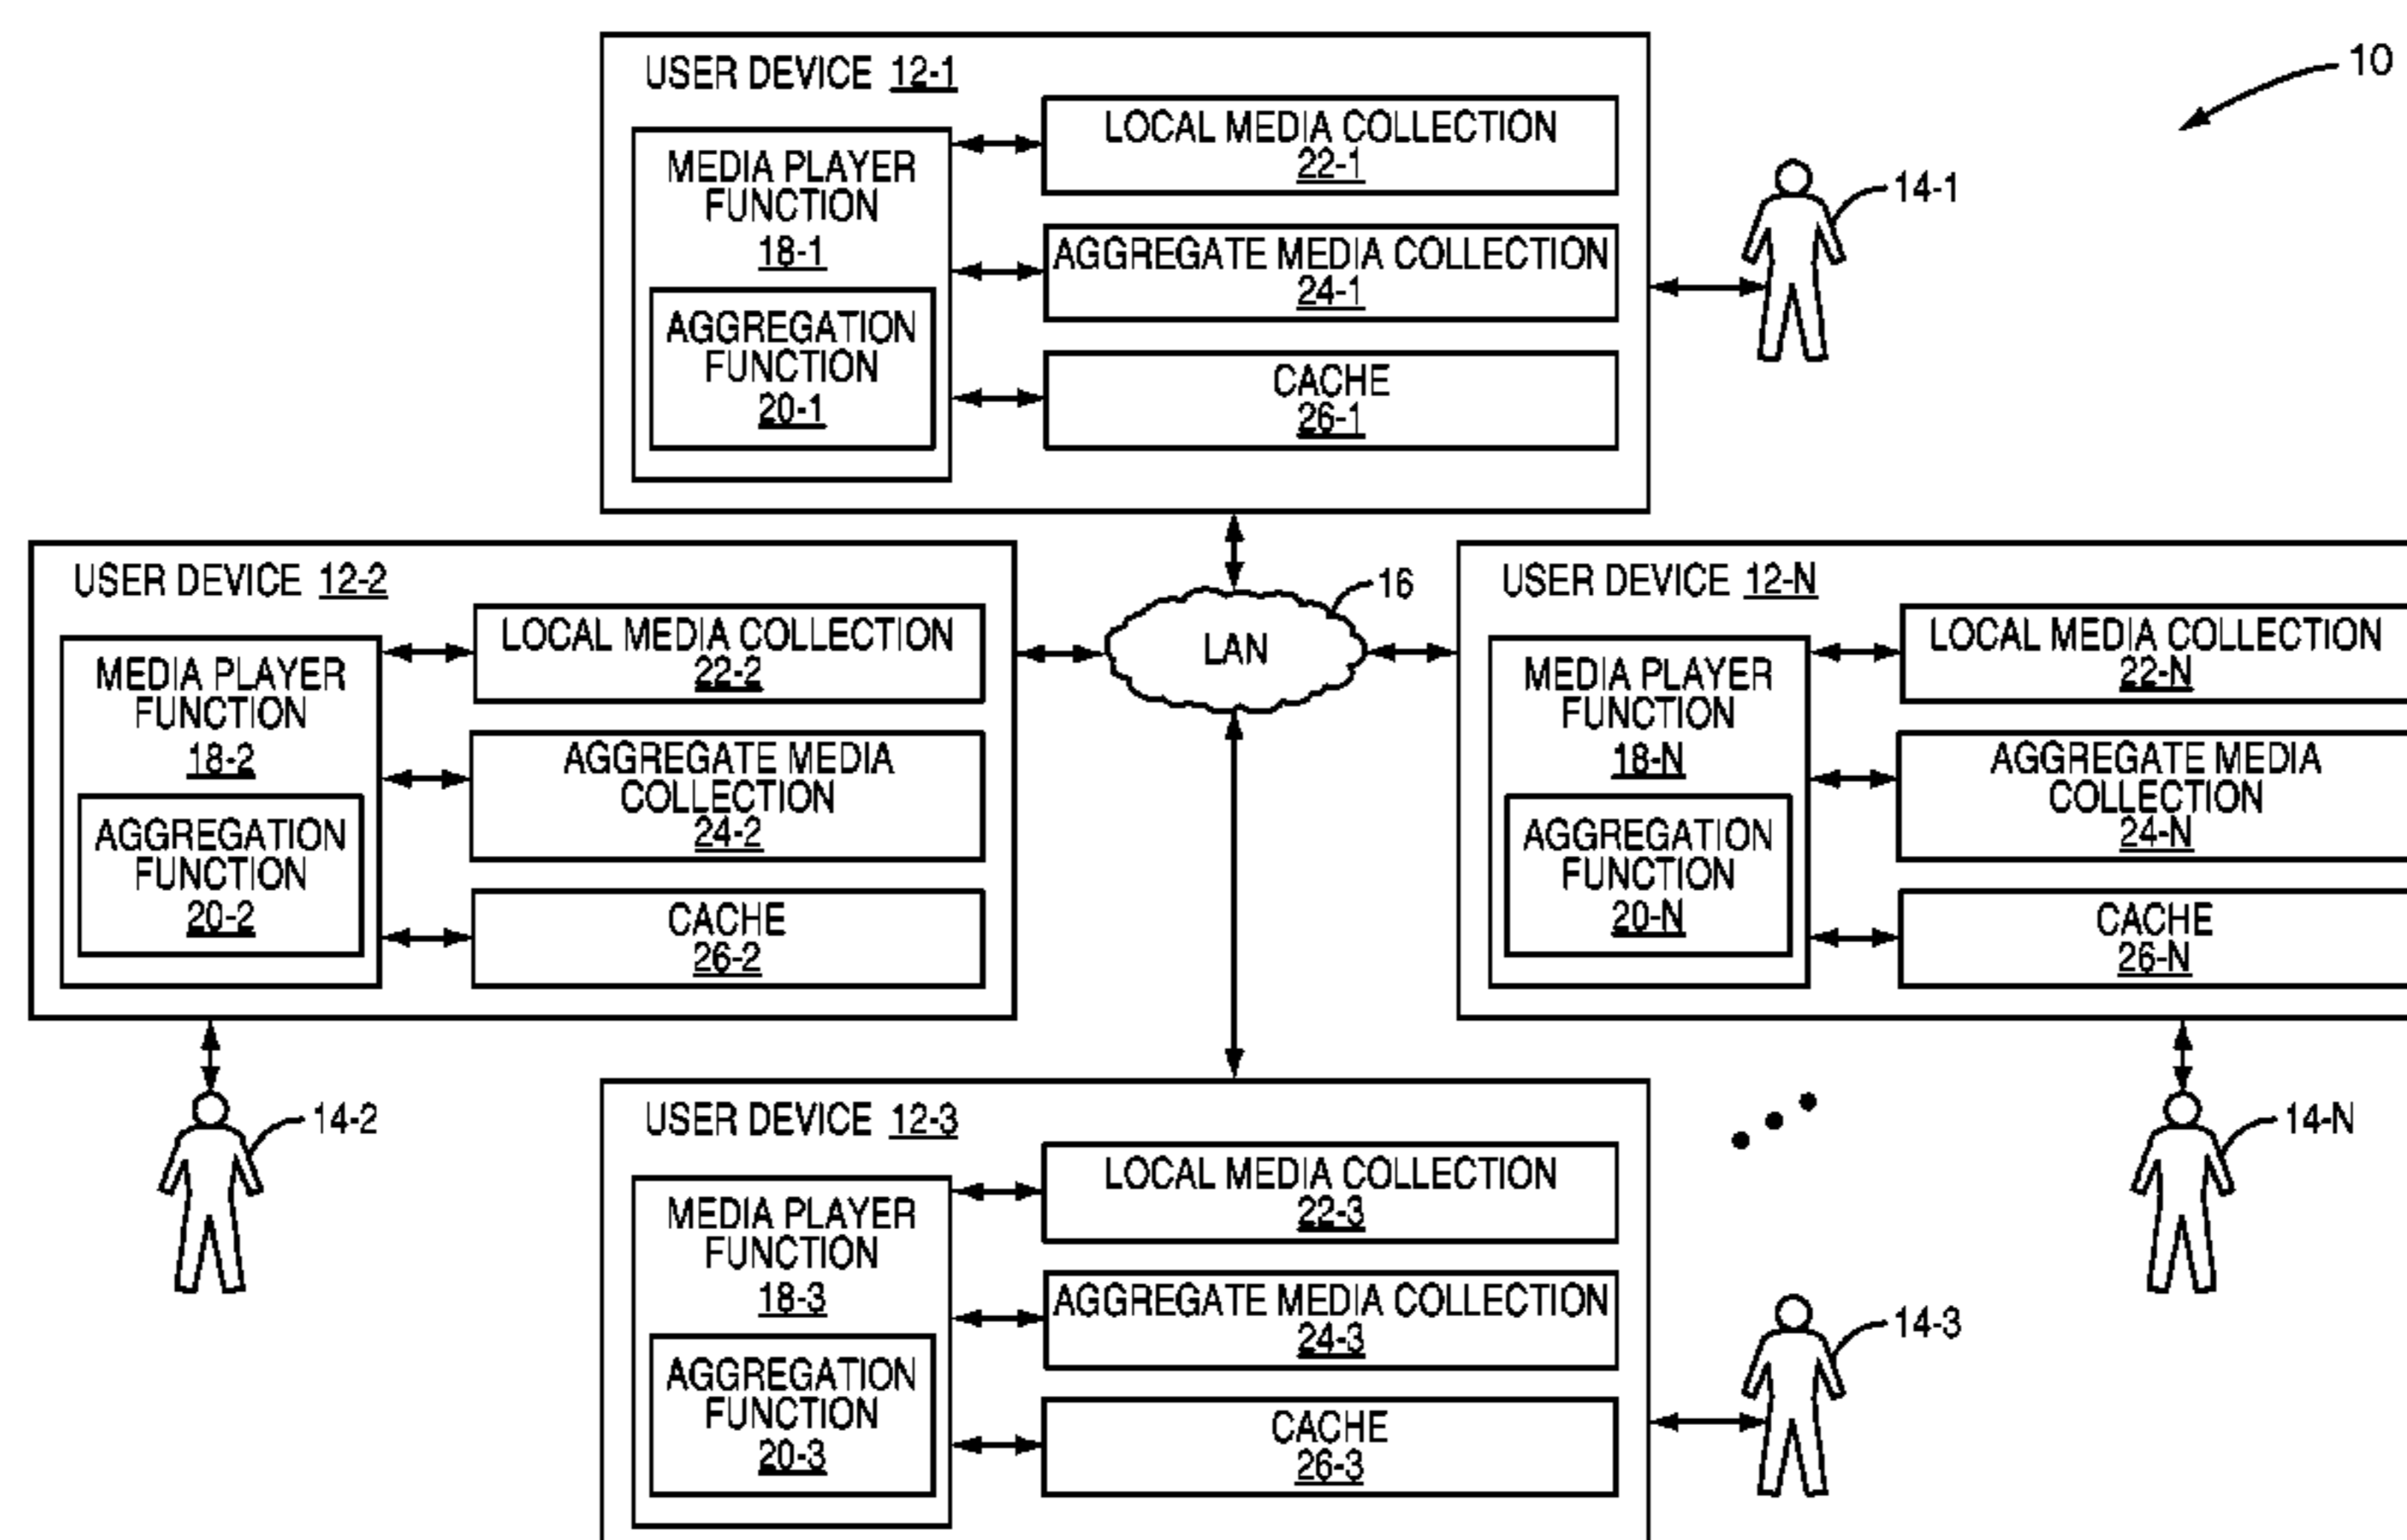 10
USER DEVICE 12-1
MEDIA PLAYER
FUNCTION
18-1
AGGREGATION
FUNCTION
20-1
LOCAL MEDIA COLLECTION
22-1
AGGREGATE MEDIA COLLECTION
24-1
CACHE
26-1
14-1
USER DEVICE 12-2
MEDIA PLAYER
FUNCTION
18-2
AGGREGATION
FUNCTION
20-2
LOCAL MEDIA COLLECTION
22-2
AGGREGATE MEDIA
COLLECTION
24-2
CACHE
26-2
14-2
16
LAN
USER DEVICE 12-N
MEDIA PLAYER
FUNCTION
18-N
AGGREGATION
FUNCTION
20-N
LOCAL MEDIA COLLECTION
22-N
AGGREGATE MEDIA
COLLECTION
24-N
CACHE
26-N
14-N
USER DEVICE 12-3
MEDIA PLAYER
FUNCTION
18-3
AGGREGATION
FUNCTION
20-3
LOCAL MEDIA COLLECTION
22-3
AGGREGATE MEDIA COLLECTION
24-3
CACHE
26-3
14-3